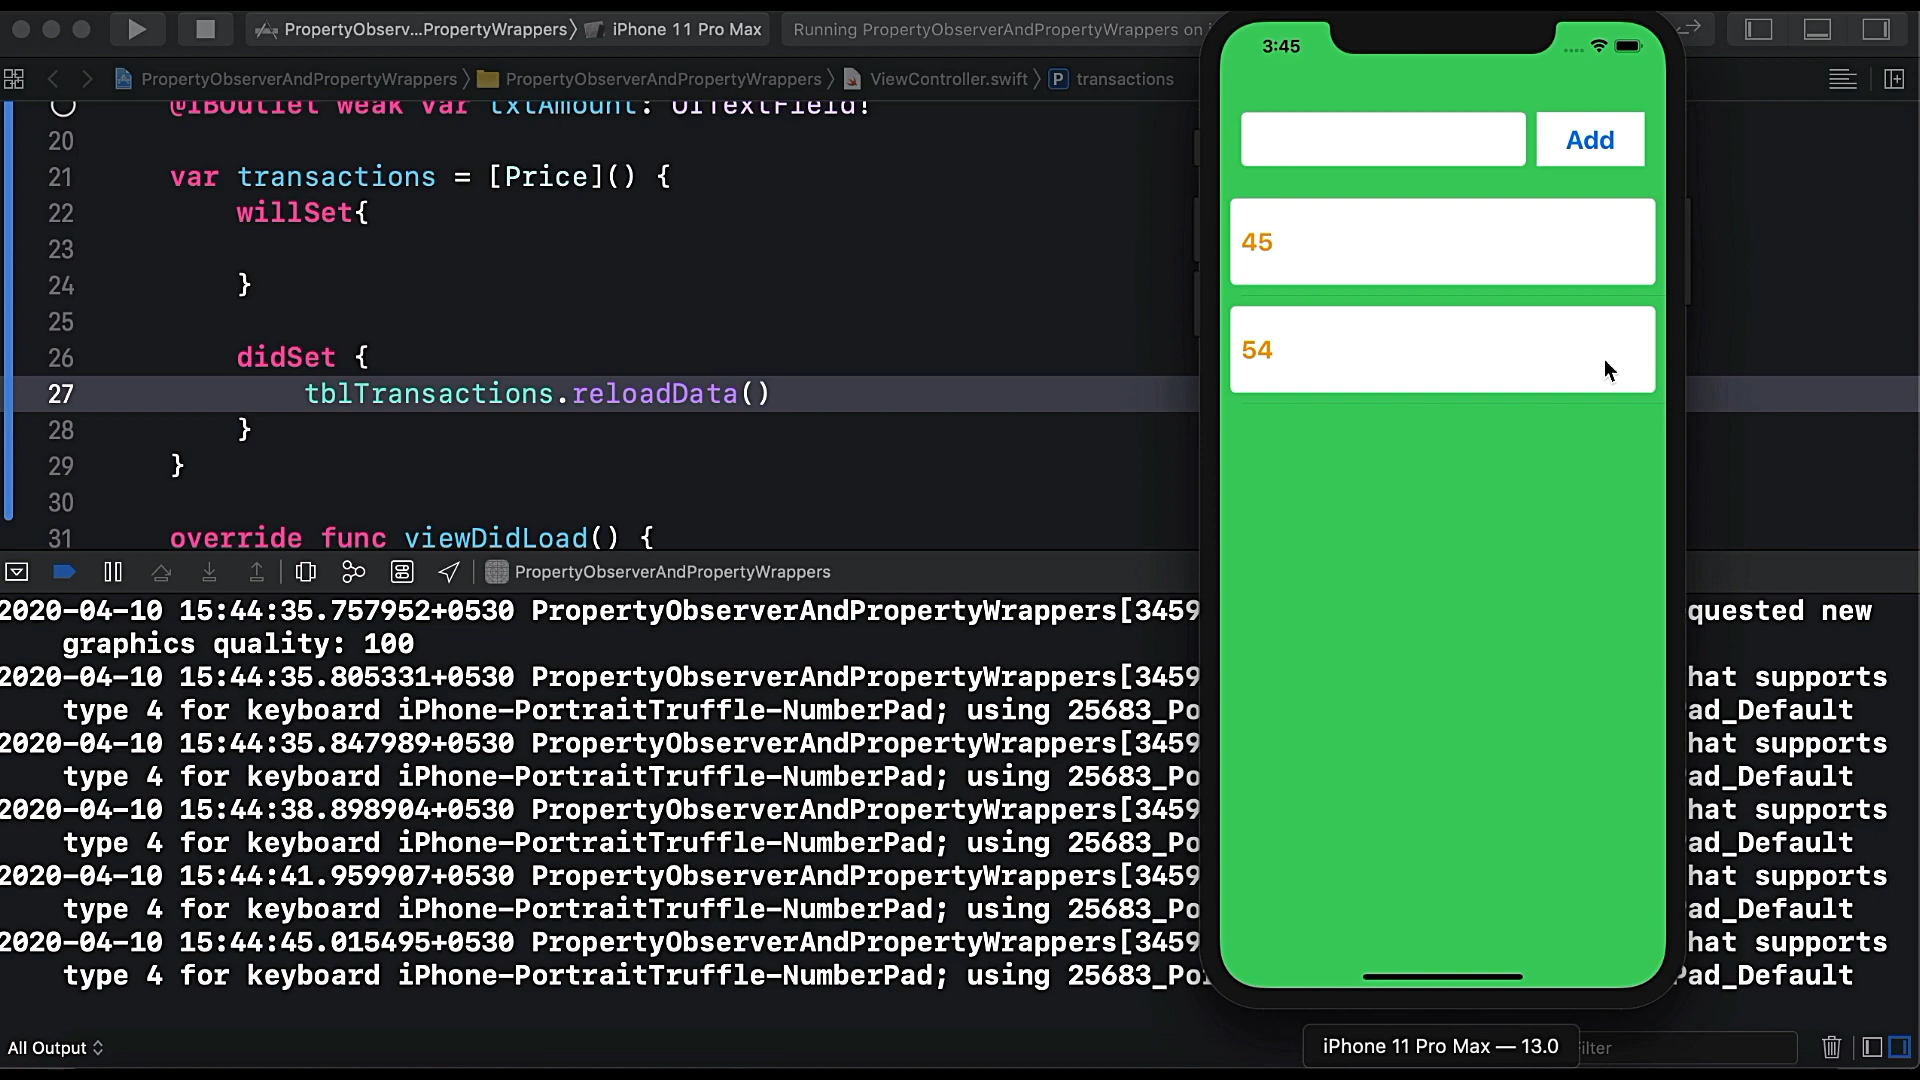 PropertyObserv...PropertyWrappers〉 iPhone 11 Pro Max
Running PropertyObserverAndPropertyWrappers on
PropertyObserverAndPropertyWrappers 〉 PropertyObserverAndPropertyWrappers 〉 ViewController.swift 〉 P transactions
@IBOutlet weak var txtAmount: UITextField!
20
21 var transactions = [Price]() {
22 willSet{
23
24 }
25
26 didSet {
27 tblTransactions.reloadData()
28 }
29 }
30
31 override func viewDidLoad() {
PropertyObserverAndPropertyWrappers
2020-04-10 15:44:35.757952+0530 PropertyObserverAndPropertyWrappers[3459 quested new
graphics quality: 100
2020-04-10 15:44:35.805331+0530 PropertyObserverAndPropertyWrappers[3459 hat supports
type 4 for keyboard iPhone-PortraitTruffle-NumberPad; using 25683_Po ad_Default
2020-04-10 15:44:35.847989+0530 PropertyObserverAndPropertyWrappers[3459 hat supports
type 4 for keyboard iPhone-PortraitTruffle-NumberPad; using 25683_Po ad_Default
2020-04-10 15:44:38.898904+0530 PropertyObserverAndPropertyWrappers[3459 hat supports
type 4 for keyboard iPhone-PortraitTruffle-NumberPad; using 25683_Po ad_Default
2020-04-10 15:44:41.959907+0530 PropertyObserverAndPropertyWrappers[3459 hat supports
type 4 for keyboard iPhone-PortraitTruffle-NumberPad; using 25683_Po ad_Default
2020-04-10 15:44:45.015495+0530 PropertyObserverAndPropertyWrappers[3459 hat supports
type 4 for keyboard iPhone-PortraitTruffle-NumberPad; using 25683_Po Pad_Default
All Output
ilter
3:45
Add
45
54
iPhone 11 Pro Max — 13.0